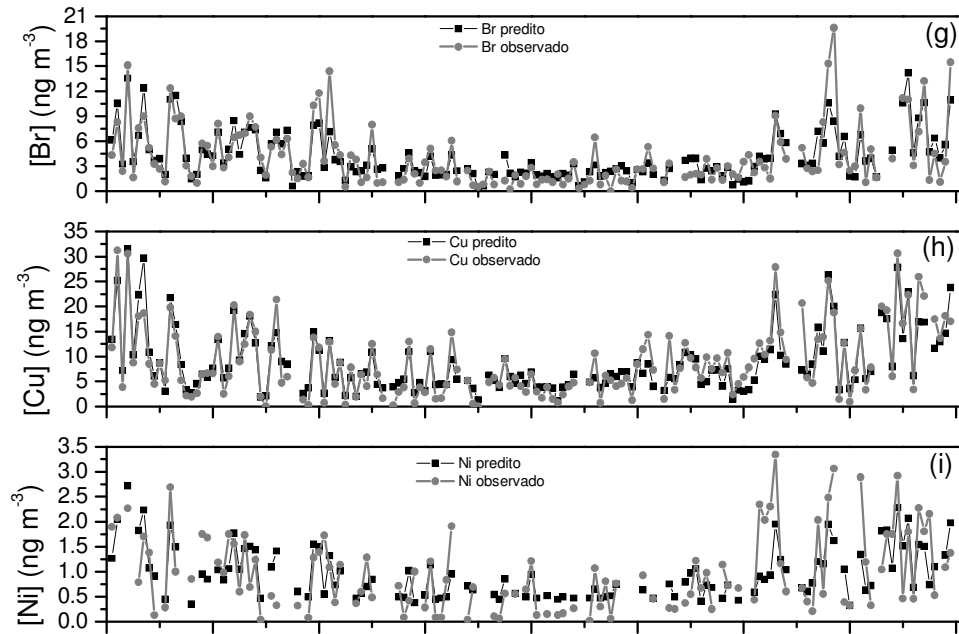 21
18
15
12
9
6
3
0
[Br] (ng m-3)
Br predito
Br observado
(g)
35
30
25
20
15
10
5
0
[Cu] (ng m-3)
Cu predito
Cu observado
(h)
3.5
3.0
2.5
2.0
1.5
1.0
0.5
0.0
[Ni] (ng m-3)
Ni predito
Ni observado
(i)